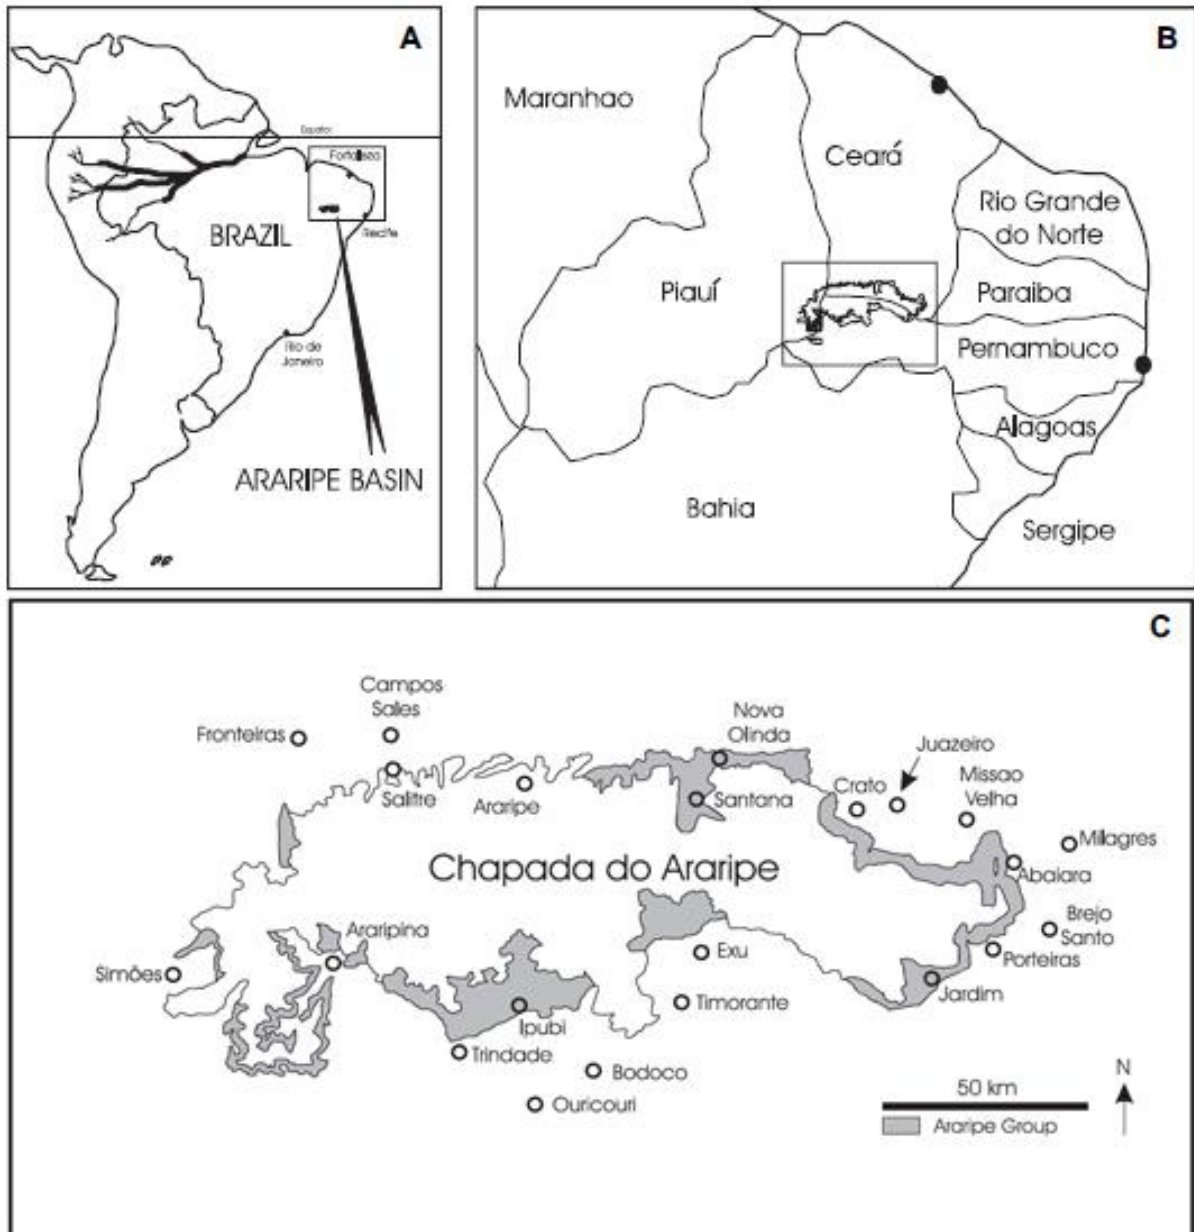 A
Equator
Fortaleza
BRAZIL
Recife
Rio de
Janeiro
ARARIPE BASIN
B
Maranhao
Ceará
Rio Grande
do Norte
Piauí
Paraiba
Pernambuco
Alagoas
Bahia
Sergipe
C
Campos
Sales
Fronteiras
Nova
Olinda
Juazeiro
Salitre
Araripe
Santana
Crato
Missao
Velha
Milagres
Chapada do Araripe
Abaiara
Araripina
Brejo
Santo
Simões
Exu
Porteiras
Jardim
Timorante
Ipubi
Trindade
Bodoco
Ouricouri
50 km
N
Araripe Group